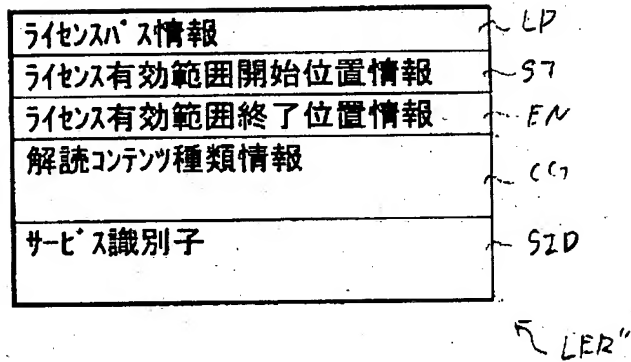 ライセンスパス情報 LP
ライセンス有効範囲開始位置情報 ST
ライセンス有効範囲終了位置情報 EN
解読コンテンツ種類情報
サービス識別子 SID
LER"